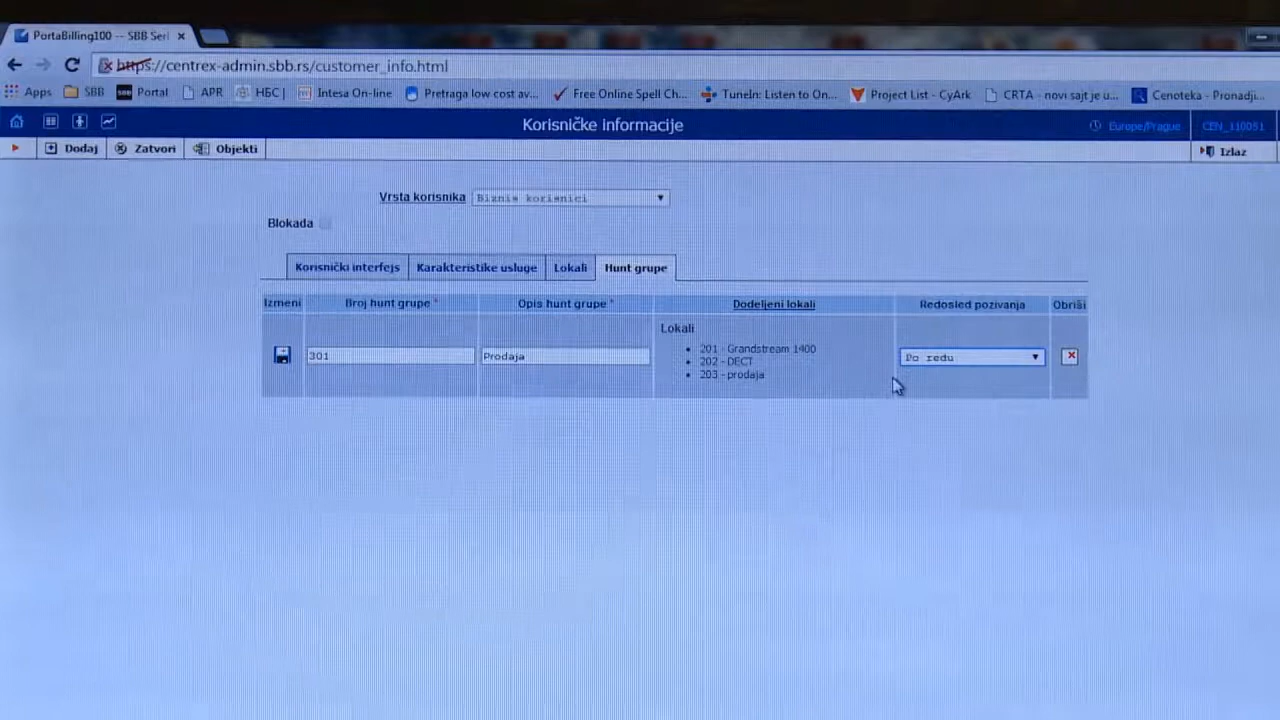 PortaBilling100 -- SBB Seri
https://centrex-admin.sbb.rs/customer_info.html
Apps SBB Portal APR НБС | Intesa On-line Pretraga low cost av... Free Online Spell Ch... TuneIn: Listen to On... Project List - CyArk CRTA - novi sajt je u... Cenoteka - Pronadji...
Korisničke informacije Europe/Prague CEN_110051
Dodaj Zatvori Objekti Izlaz
Vrsta korisnika Biznis korisnici
Blokada
Korisnički interfejs Karakteristike usluge Lokali Hunt grupe
Izmeni Broj hunt grupe * Opis hunt grupe * Dodeljeni lokali Redosled pozivanja Obriši
Lokali
301 Prodaja 201 - Grandstream 1400 Po redu
202 - DECT
203 - prodaja